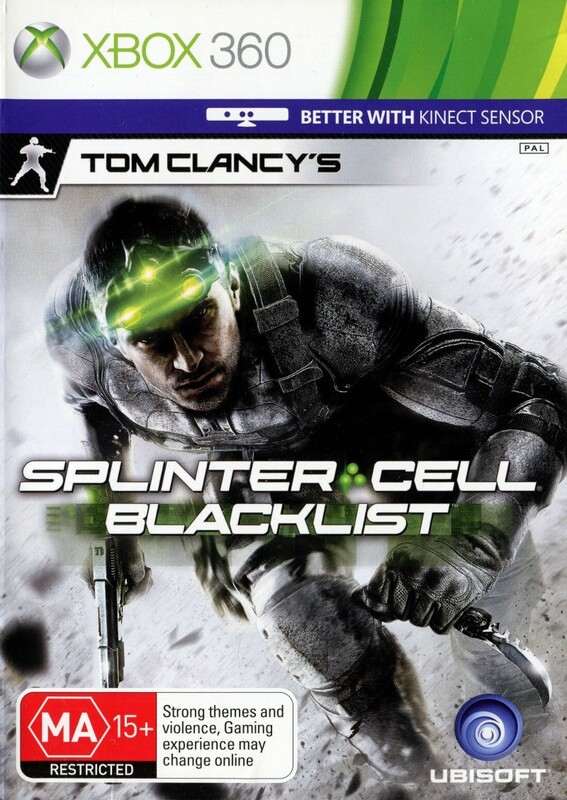 XBOX 360
BETTER WITH KINECT SENSOR
PAL
TOM CLANCY'S
SPLINTER CELL
BLACKLIST™
MA 15+
RESTRICTED
Strong themes and
violence, Gaming
experience may
change online
UBISOFT